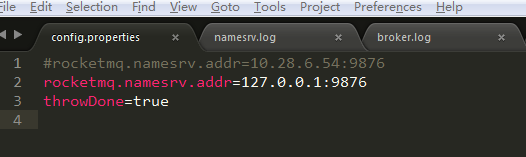 File Edit Selection Find View Goto Tools Project Preferences Help
config.properties × namesrv.log × broker.log ×
1 #rocketmq.namesrv.addr=10.28.6.54:9876
2 rocketmq.namesrv.addr=127.0.0.1:9876
3 throwDone=true
4